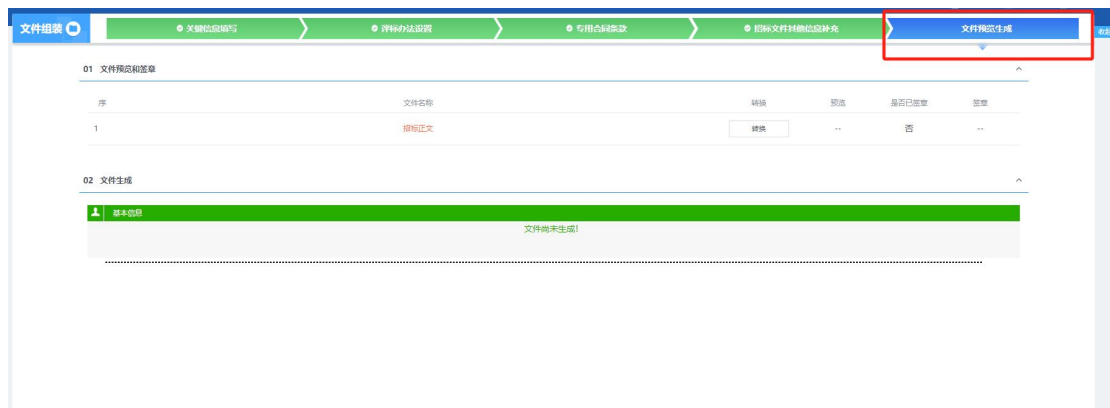 文件组装 关键信息填写 评标办法设置 专用合同条款 招标文件其他信息补充 文件预览生成
01 文件预览和签章
序 文件名称 转换 预览 是否已签章 签章
1 招标正文 转换 -- 否 --
02 文件生成
基本信息
文件尚未生成!